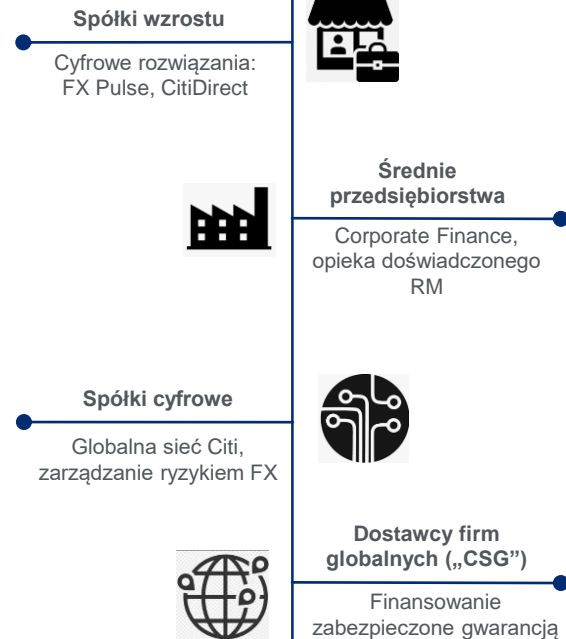 Spółki wzrostu
Cyfrowe rozwiązania:
FX Pulse, CitiDirect
Średnie
przedsiębiorstwa
Corporate Finance,
opieka doświadczonego
RM
Spółki cyfrowe
Globalna sieć Citi,
zarządzanie ryzykiem FX
Dostawcy firm
globalnych („CSG”)
Finansowanie
zabezpieczone gwarancją